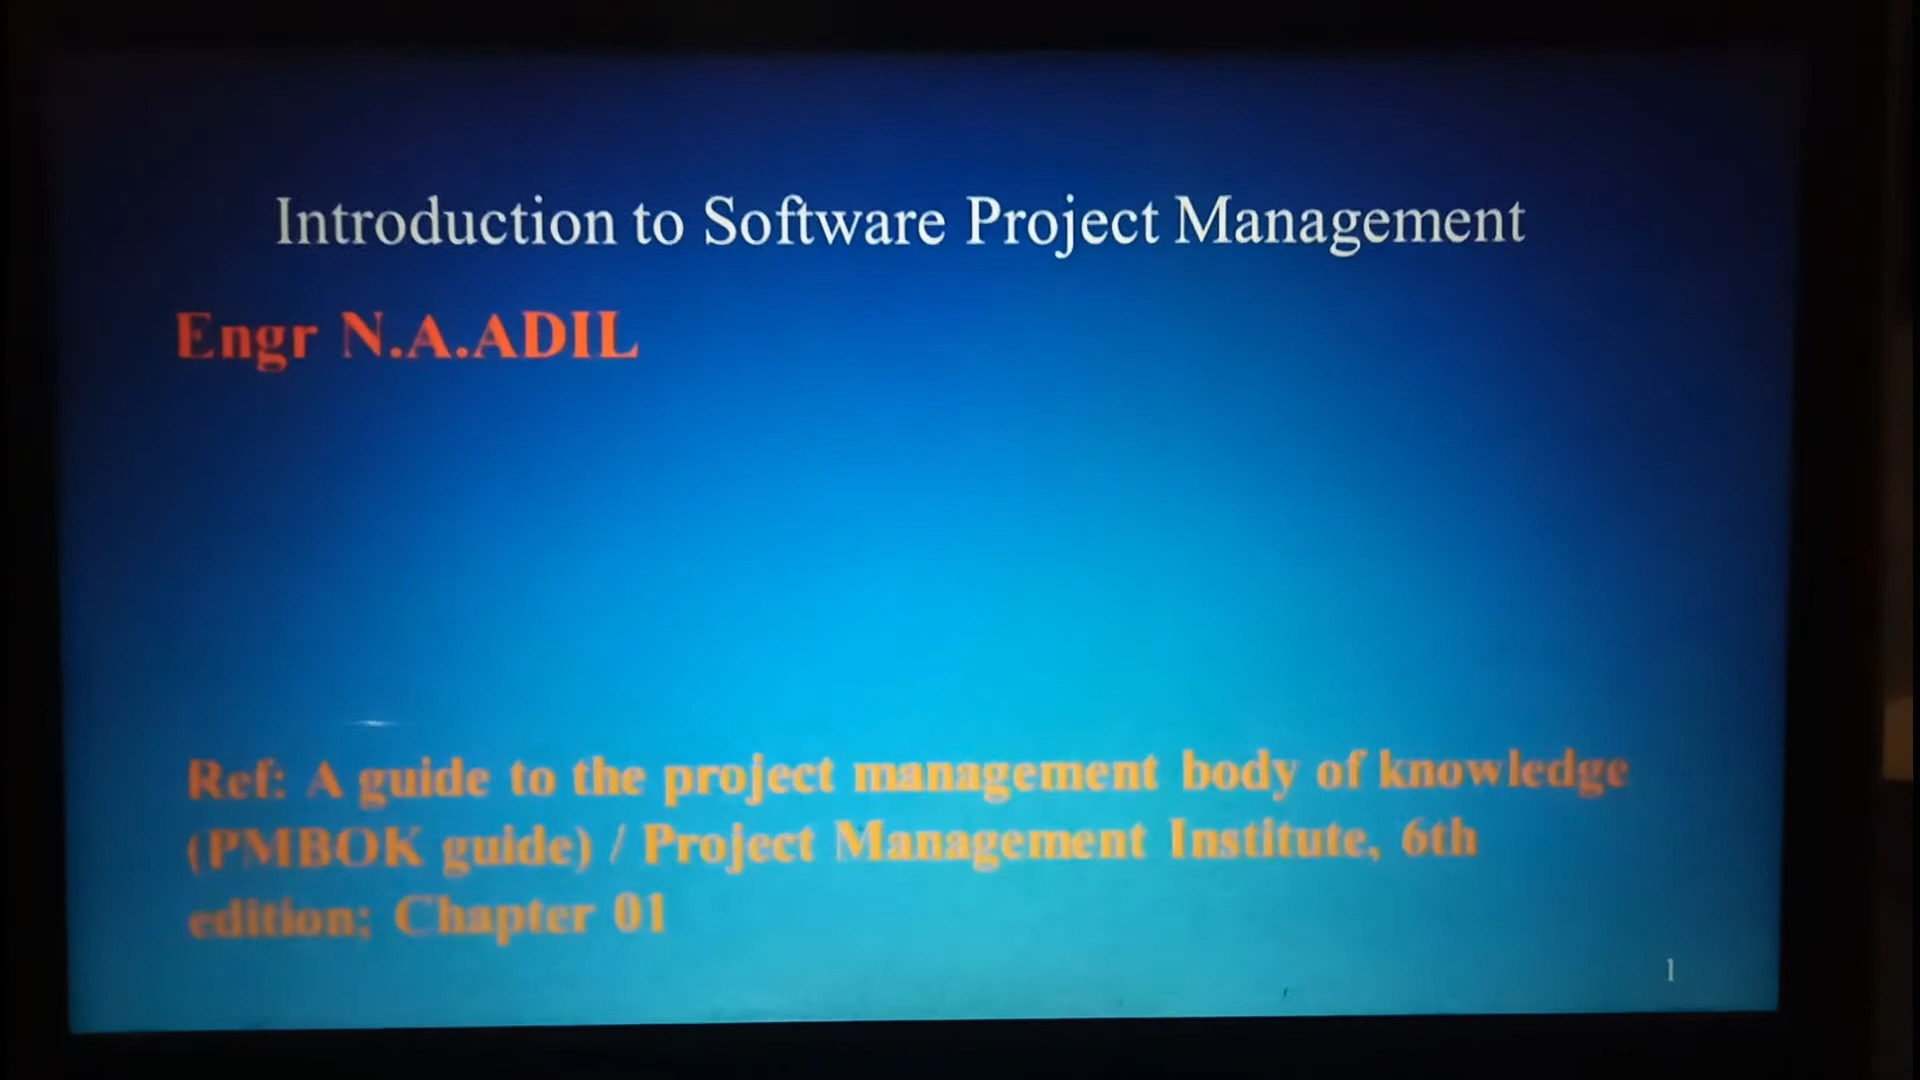 Introduction to Software Project Management
Engr N.A.ADIL
Ref: A guide to the project management body of knowledge
(PMBOK guide) / Project Management Institute, 6th
edition; Chapter 01
1